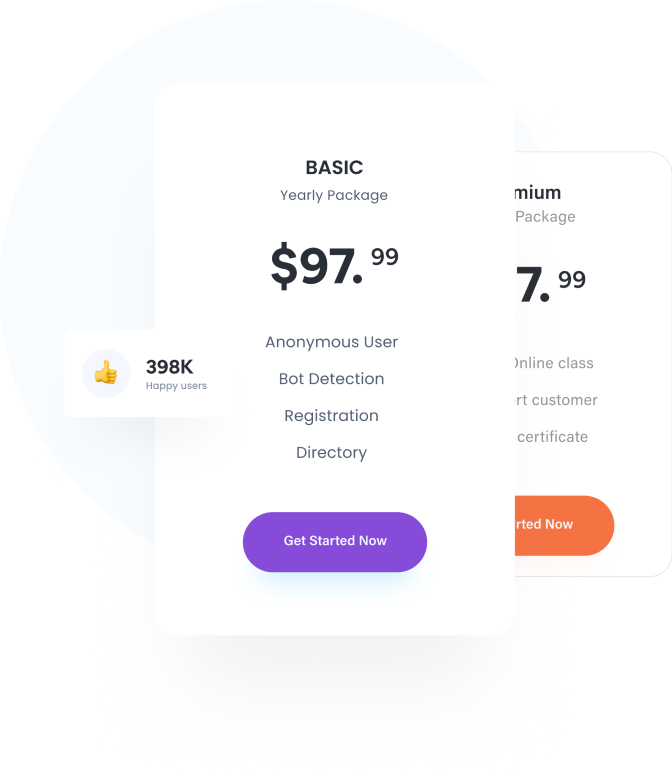 BASIC
Yearly Package
$97. 99
Anonymous User
Bot Detection
Registration
Directory
Get Started Now
398K
Happy users
mium
Package
7. 99
Online class
rt customer
certificate
rted Now